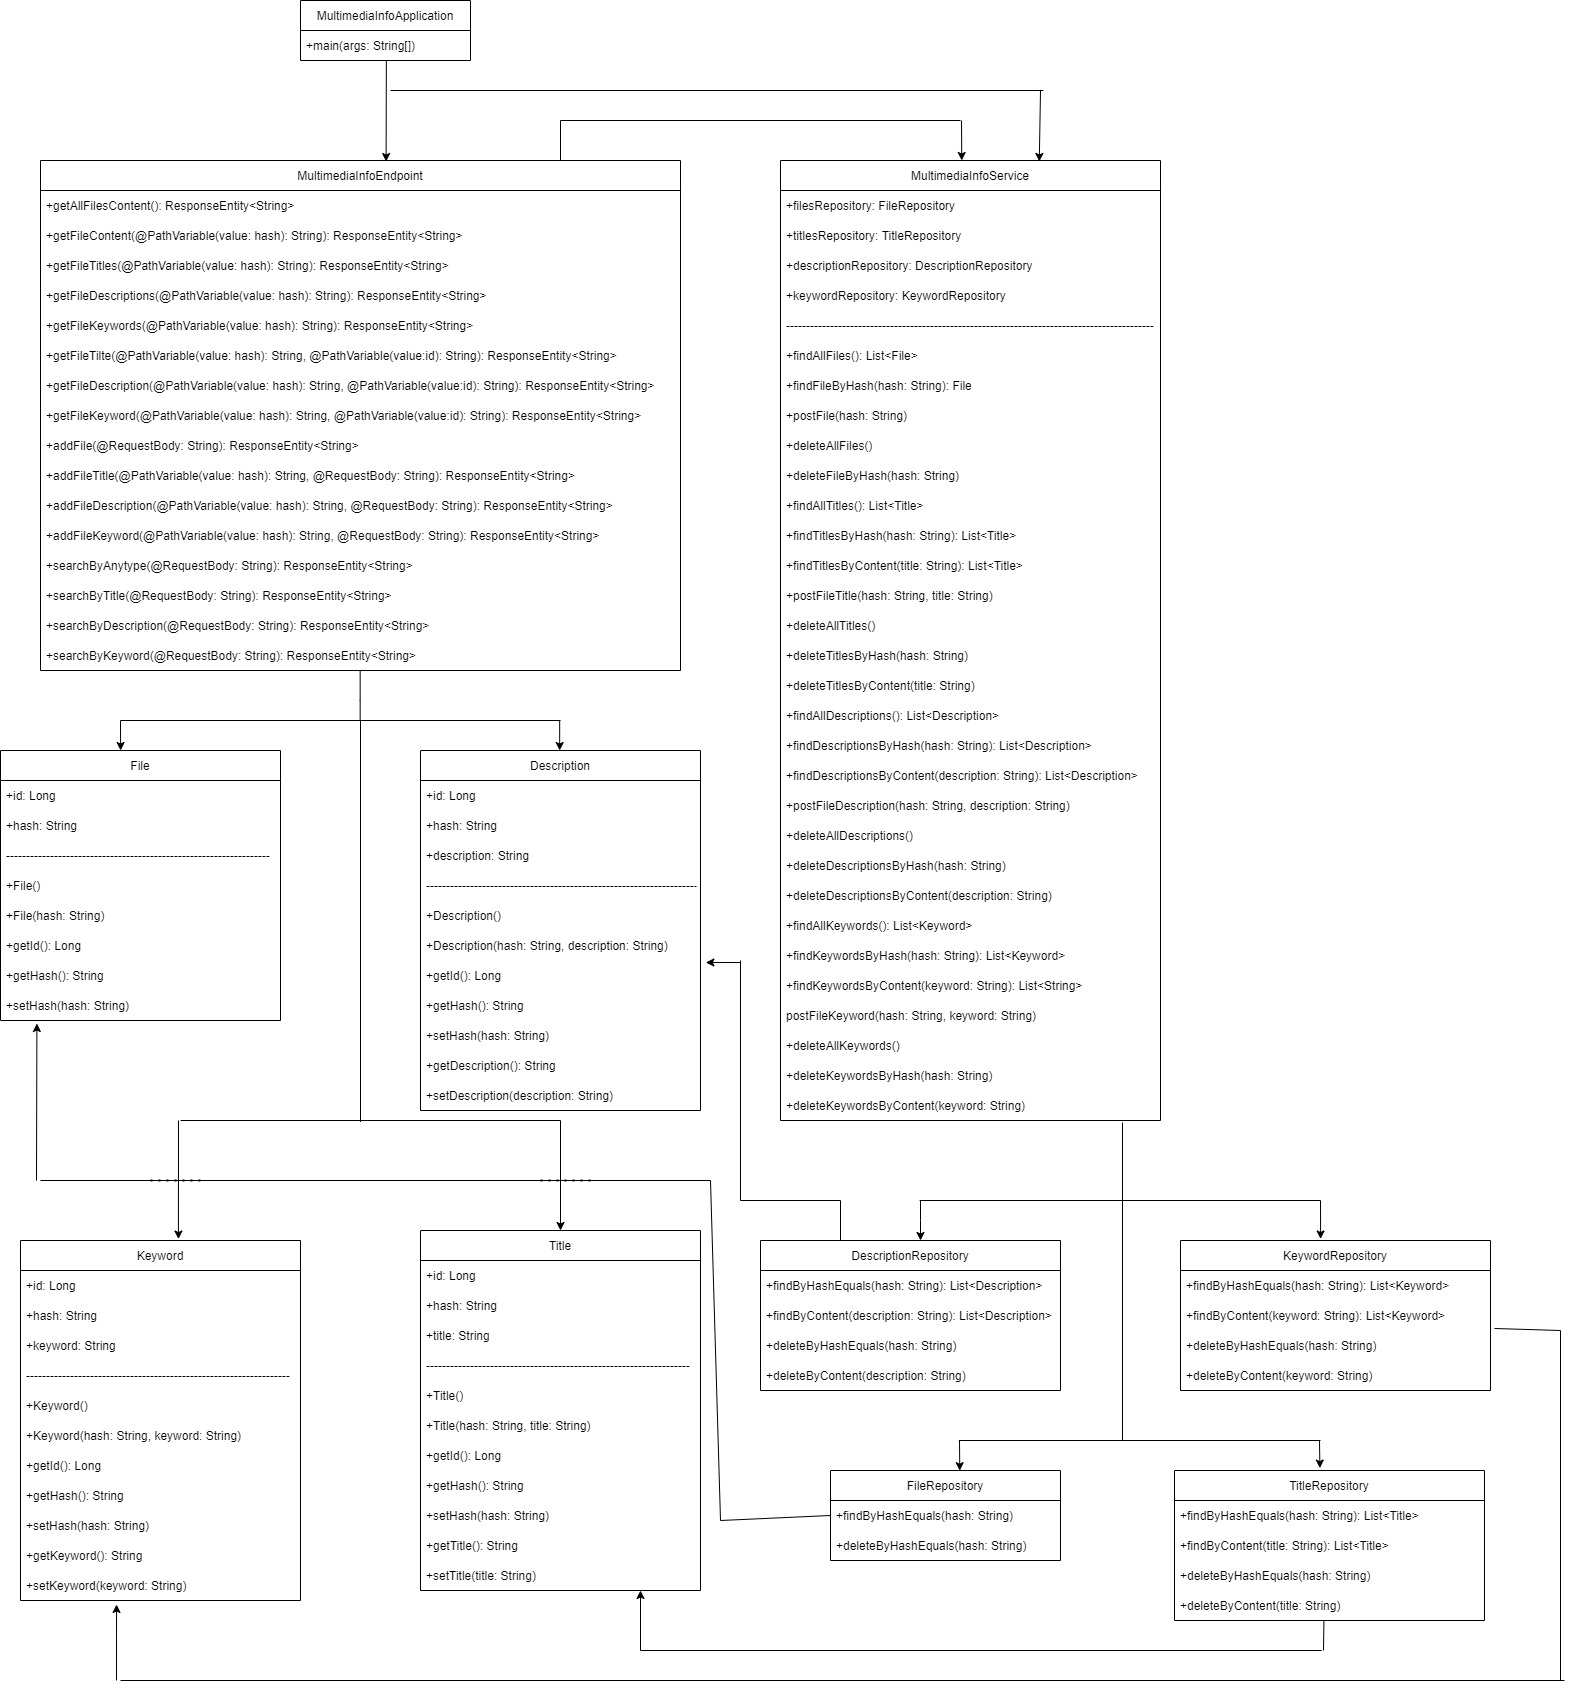 MultimediaInfoApplication
+main(args: String[])
MultimediaInfoEndpoint
+getAllFilesContent(): ResponseEntity<String>
+getFileContent(@PathVariable(value: hash): String): ResponseEntity<String>
+getFileTitles(@PathVariable(value: hash): String): ResponseEntity<String>
+getFileDescriptions(@PathVariable(value: hash): String): ResponseEntity<String>
+getFileKeywords(@PathVariable(value: hash): String): ResponseEntity<String>
+getFileTilte(@PathVariable(value: hash): String, @PathVariable(value:id): String): ResponseEntity<String>
+getFileDescription(@PathVariable(value: hash): String, @PathVariable(value:id): String): ResponseEntity<String>
+getFileKeyword(@PathVariable(value: hash): String, @PathVariable(value:id): String): ResponseEntity<String>
+addFile(@RequestBody: String): ResponseEntity<String>
+addFileTitle(@PathVariable(value: hash): String, @RequestBody: String): ResponseEntity<String>
+addFileDescription(@PathVariable(value: hash): String, @RequestBody: String): ResponseEntity<String>
+addFileKeyword(@PathVariable(value: hash): String, @RequestBody: String): ResponseEntity<String>
+searchByAnytype(@RequestBody: String): ResponseEntity<String>
+searchByTitle(@RequestBody: String): ResponseEntity<String>
+searchByDescription(@RequestBody: String): ResponseEntity<String>
+searchByKeyword(@RequestBody: String): ResponseEntity<String>
MultimediaInfoService
+filesRepository: FileRepository
+titlesRepository: TitleRepository
+descriptionRepository: DescriptionRepository
+keywordRepository: KeywordRepository
+findAllFiles(): List<File>
+findFileByHash(hash: String): File
+postFile(hash: String)
+deleteAllFiles()
+deleteFileByHash(hash: String)
+findAllTitles(): List<Title>
+findTitlesByHash(hash: String): List<Title>
+findTitlesByContent(title: String): List<Title>
+postFileTitle(hash: String, title: String)
+deleteAllTitles()
+deleteTitlesByHash(hash: String)
+deleteTitlesByContent(title: String)
+findAllDescriptions(): List<Description>
+findDescriptionsByHash(hash: String): List<Description>
+findDescriptionsByContent(description: String): List<Description>
+postFileDescription(hash: String, description: String)
+deleteAllDescriptions()
+deleteDescriptionsByHash(hash: String)
+deleteDescriptionsByContent(description: String)
+findAllKeywords(): List<Keyword>
+findKeywordsByHash(hash: String): List<Keyword>
+findKeywordsByContent(keyword: String): List<String>
postFileKeyword(hash: String, keyword: String)
+deleteAllKeywords()
+deleteKeywordsByHash(hash: String)
+deleteKeywordsByContent(keyword: String)
File
+id: Long
+hash: String
+File()
+File(hash: String)
+getId(): Long
+getHash(): String
+setHash(hash: String)
Description
+id: Long
+hash: String
+description: String
+Description()
+Description(hash: String, description: String)
+getId(): Long
+getHash(): String
+setHash(hash: String)
+getDescription(): String
+setDescription(description: String)
Keyword
+id: Long
+hash: String
+keyword: String
+Keyword()
+Keyword(hash: String, keyword: String)
+getId(): Long
+getHash(): String
+setHash(hash: String)
+getKeyword(): String
+setKeyword(keyword: String)
Title
+id: Long
+hash: String
+title: String
+Title()
+Title(hash: String, title: String)
+getId(): Long
+getHash(): String
+setHash(hash: String)
+getTitle(): String
+setTitle(title: String)
DescriptionRepository
+findByHashEquals(hash: String): List<Description>
+findByContent(description: String): List<Description>
+deleteByHashEquals(hash: String)
+deleteByContent(description: String)
KeywordRepository
+findByHashEquals(hash: String): List<Keyword>
+findByContent(keyword: String): List<Keyword>
+deleteByHashEquals(hash: String)
+deleteByContent(keyword: String)
FileRepository
+findByHashEquals(hash: String)
+deleteByHashEquals(hash: String)
TitleRepository
+findByHashEquals(hash: String): List<Title>
+findByContent(title: String): List<Title>
+deleteByHashEquals(hash: String)
+deleteByContent(title: String)